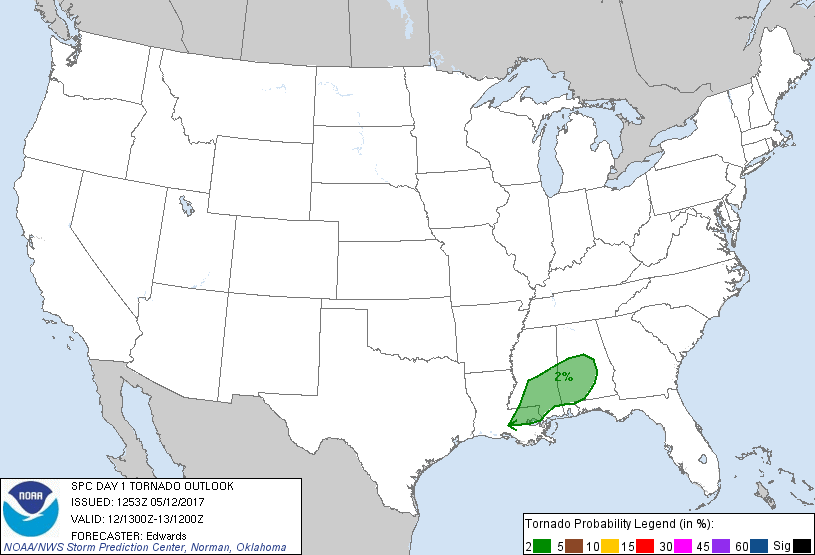 2%
NOAA
SPC DAY 1 TORNADO OUTLOOK
ISSUED: 1253Z 05/12/2017
VALID: 12/1300Z-13/1200Z
FORECASTER: Edwards
NOAA/NWS Storm Prediction Center, Norman, Oklahoma
Tornado Probability Legend (in %):
2 5 10 15 30 45 60 Sig